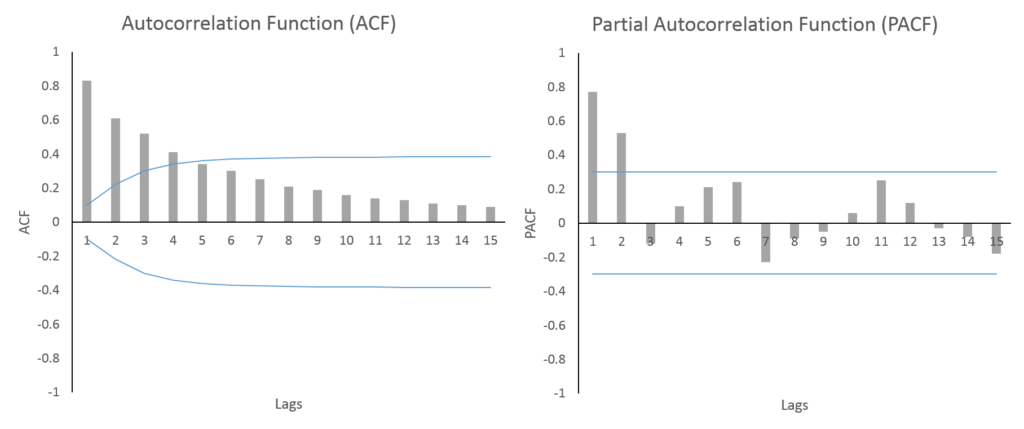 Autocorrelation Function (ACF)
1
0.8
0.6
0.4
0.2
0
-0.2
-0.4
-0.6
-0.8
-1
ACF
1 2 3 4 5 6 7 8 9 10 11 12 13 14 15
Lags
Partial Autocorrelation Function (PACF)
1
0.8
0.6
0.4
0.2
0
-0.2
-0.4
-0.6
-0.8
-1
PACF
1 2 3 4 5 6 7 8 9 10 11 12 13 14 15
Lags